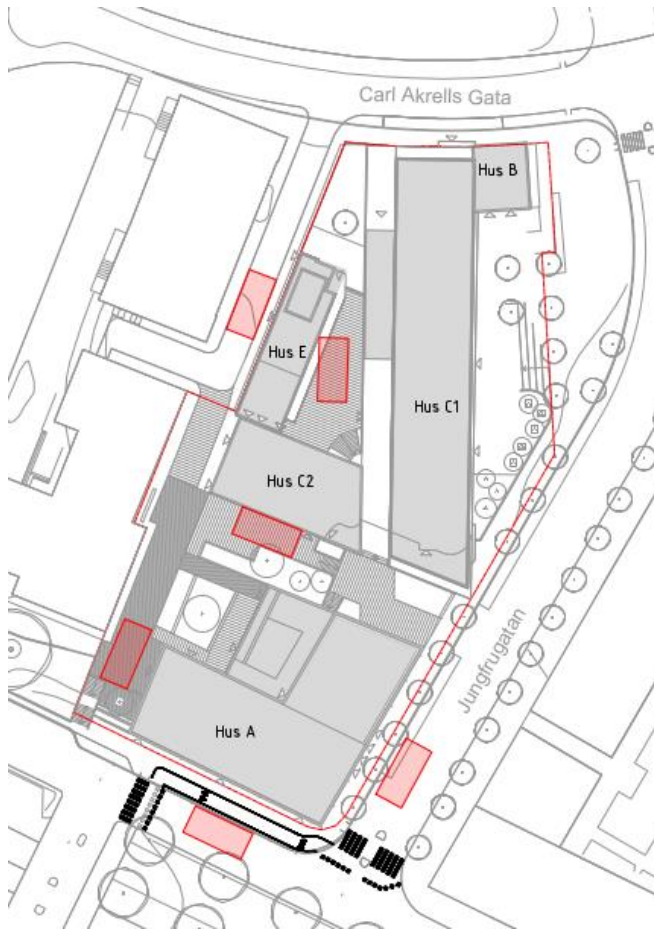 Carl Akrells Gata
Hus B
Hus E
Hus C1
Hus C2
Jungfrugatan
Hus A